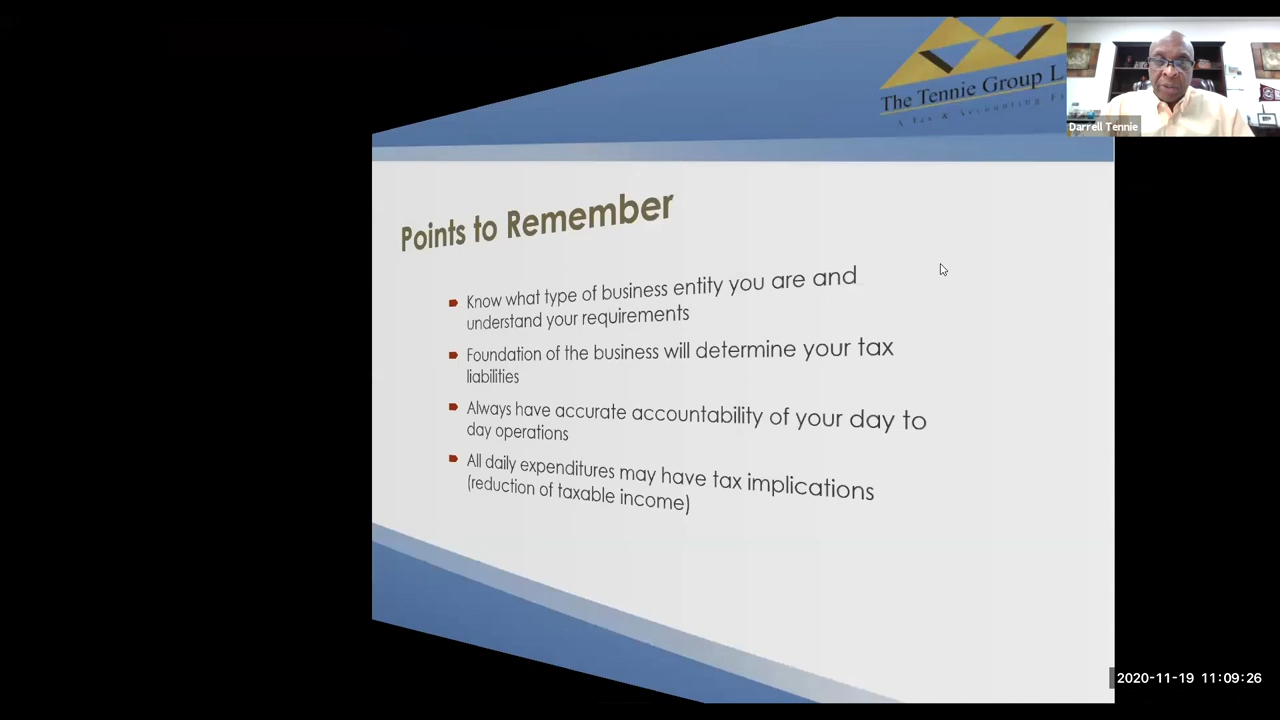 The Tennie Group L
A Tax & Accounting
Darrell Tennie
Points to Remember
Know what type of business entity you are and
understand your requirements
Foundation of the business will determine your tax
liabilities
Always have accurate accountability of your day to
day operations
All daily expenditures may have tax implications
(reduction of taxable income)
2020-11-19 11:09:26